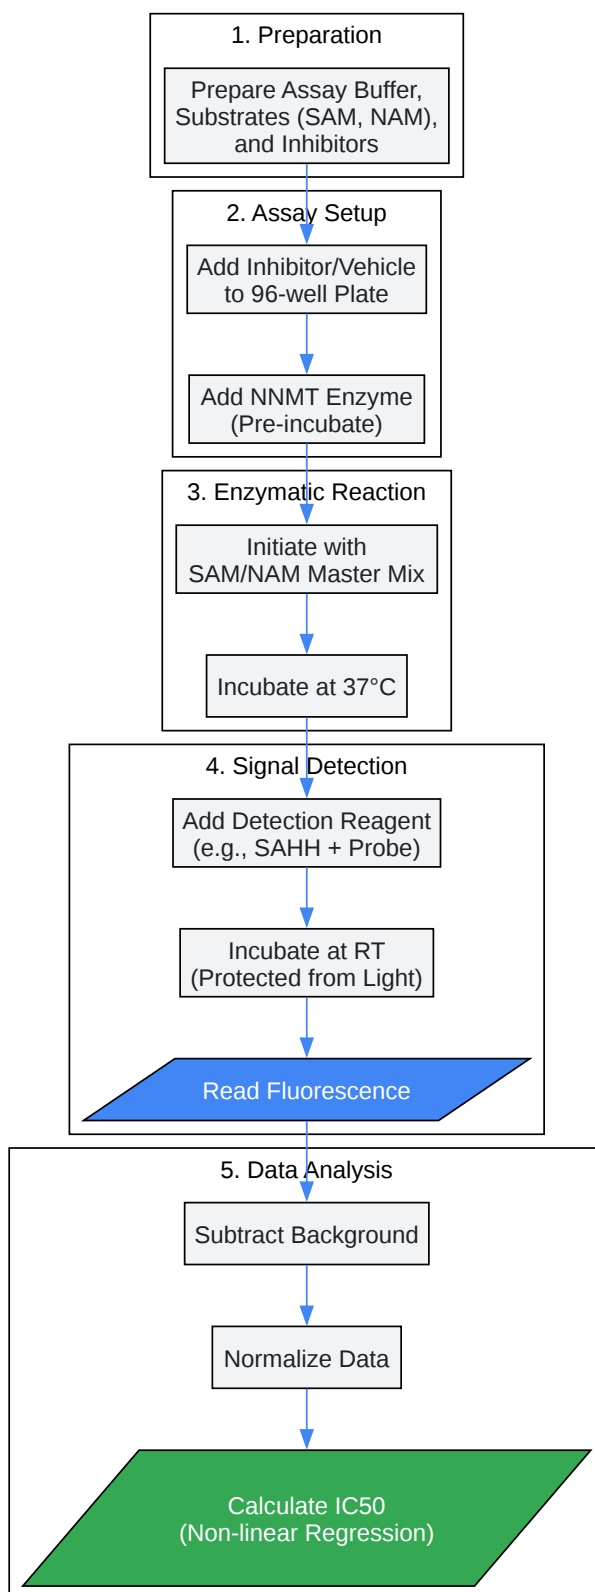 1. Preparation
Prepare Assay Buffer,
Substrates (SAM, NAM),
and Inhibitors
2. Assay Setup
Add Inhibitor/Vehicle
to 96-well Plate
Add NNMT Enzyme
(Pre-incubate)
3. Enzymatic Reaction
Initiate with
SAM/NAM Master Mix
Incubate at 37°C
4. Signal Detection
Add Detection Reagent
(e.g., SAHH + Probe)
Incubate at RT
(Protected from Light)
Read Fluorescence
5. Data Analysis
Subtract Background
Normalize Data
Calculate IC50
(Non-linear Regression)